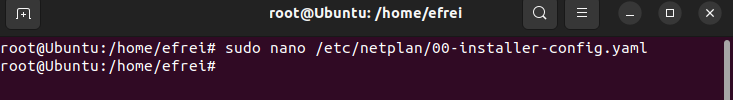 root@Ubuntu: /home/efrei
root@Ubuntu:/home/efrei# sudo nano /etc/netplan/00-installer-config.yaml
root@Ubuntu:/home/efrei#